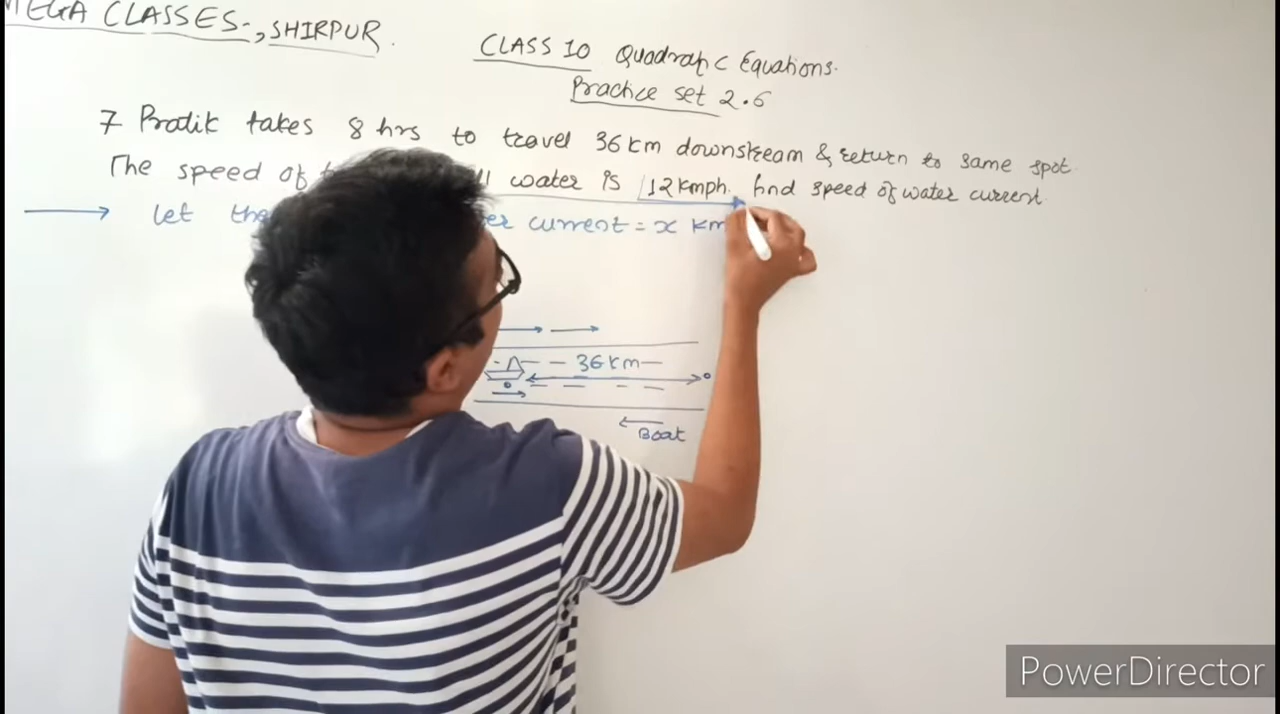 MEGA CLASSES-, SHIRPUR.
CLASS 10 Quadratic Equations.
Practice set 2.6
7 Pratik takes 8 hrs to travel 36 km downstream & return to same spot.
The speed of water is 12 kmph. find speed of water current.
Let the current = x km
36 km
Boat
PowerDirector